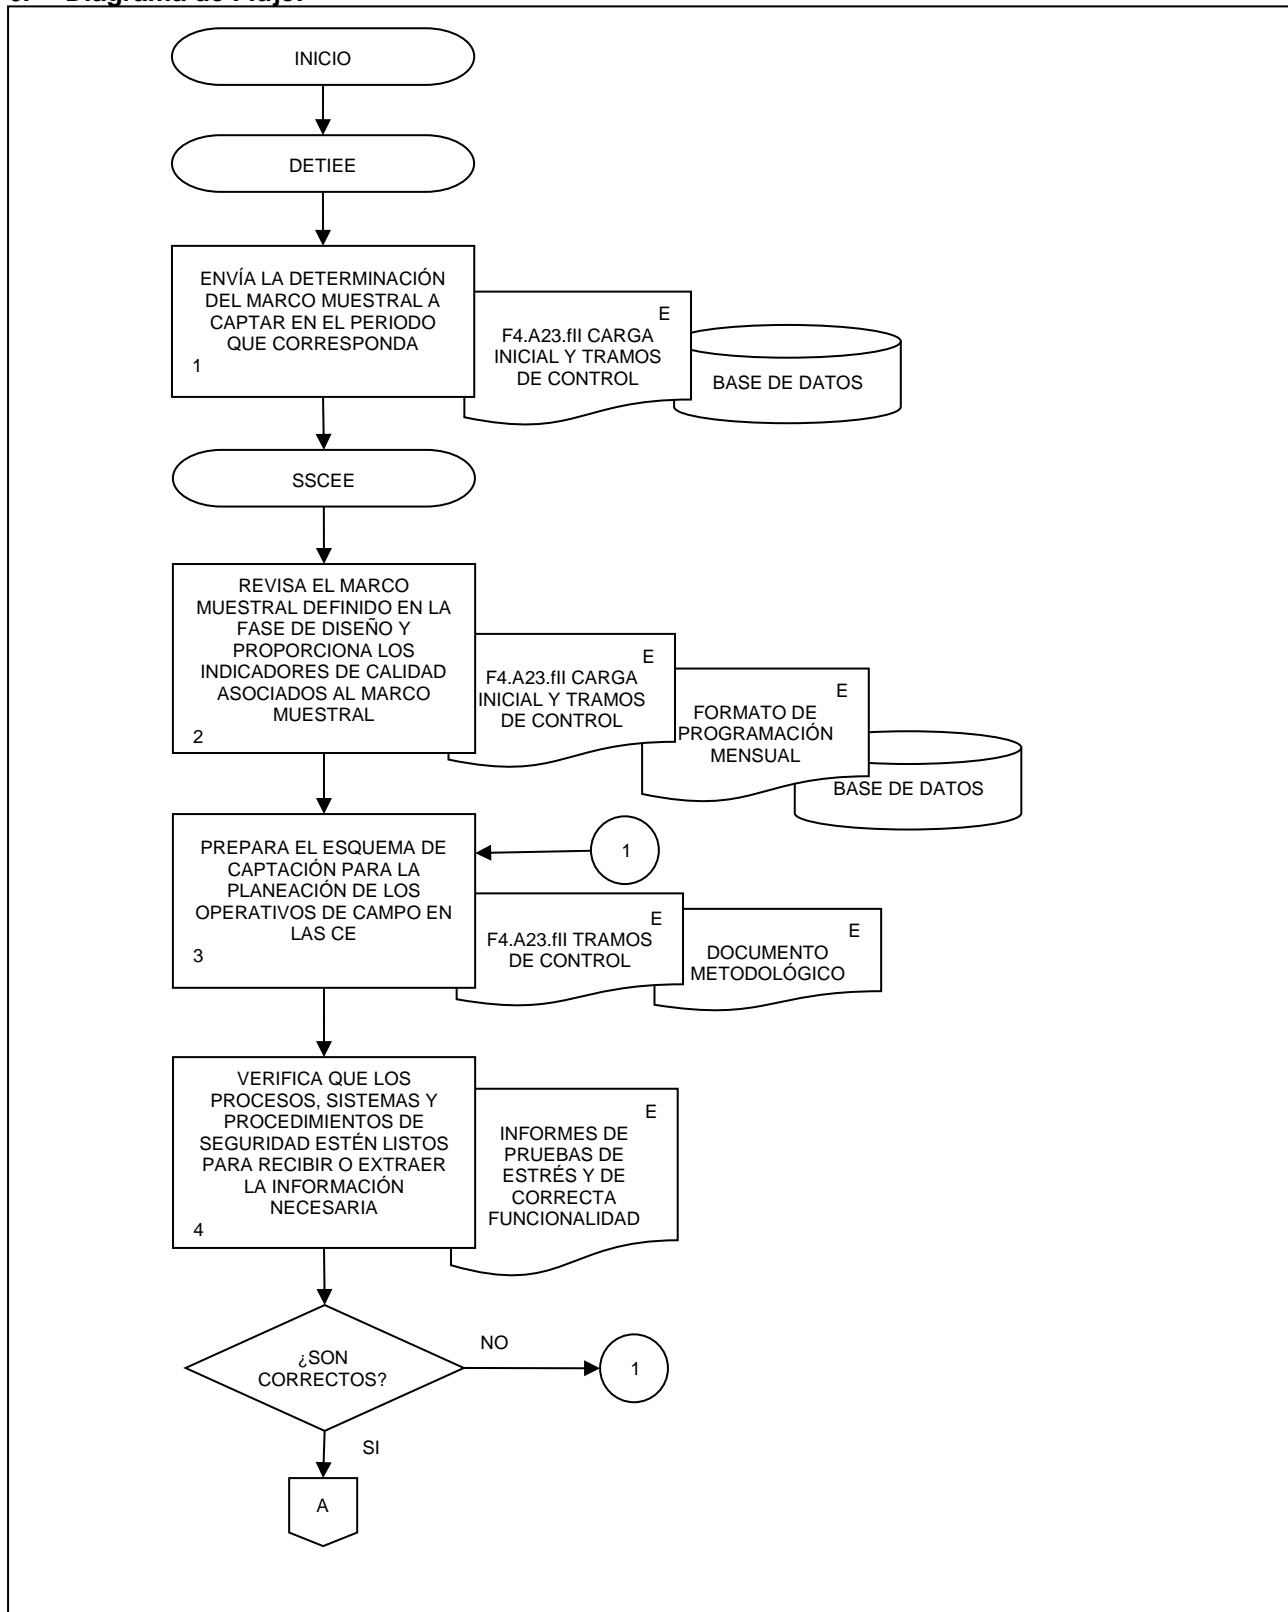 INICIO
DETIEE
ENVÍA LA DETERMINACIÓN
DEL MARCO MUESTRAL A
CAPTAR EN EL PERIODO
QUE CORRESPONDA
1
E
F4.A23.fII CARGA
INICIAL Y TRAMOS
DE CONTROL
BASE DE DATOS
SSCEE
REVISA EL MARCO
MUESTRAL DEFINIDO EN LA
FASE DE DISEÑO Y
PROPORCIONA LOS
INDICADORES DE CALIDAD
ASOCIADOS AL MARCO
MUESTRAL
2
E
F4.A23.fII CARGA
INICIAL Y TRAMOS
DE CONTROL
E
FORMATO DE
PROGRAMACIÓN
MENSUAL
BASE DE DATOS
PREPARA EL ESQUEMA DE
CAPTACIÓN PARA LA
PLANEACIÓN DE LOS
OPERATIVOS DE CAMPO EN
LAS CE
3
1
E
F4.A23.fII TRAMOS
DE CONTROL
E
DOCUMENTO
METODOLÓGICO
VERIFICA QUE LOS
PROCESOS, SISTEMAS Y
PROCEDIMIENTOS DE
SEGURIDAD ESTÉN LISTOS
PARA RECIBIR O EXTRAER
LA INFORMACIÓN
NECESARIA
4
E
INFORMES DE
PRUEBAS DE
ESTRÉS Y DE
CORRECTA
FUNCIONALIDAD
¿SON
CORRECTOS?
NO
1
SI
A